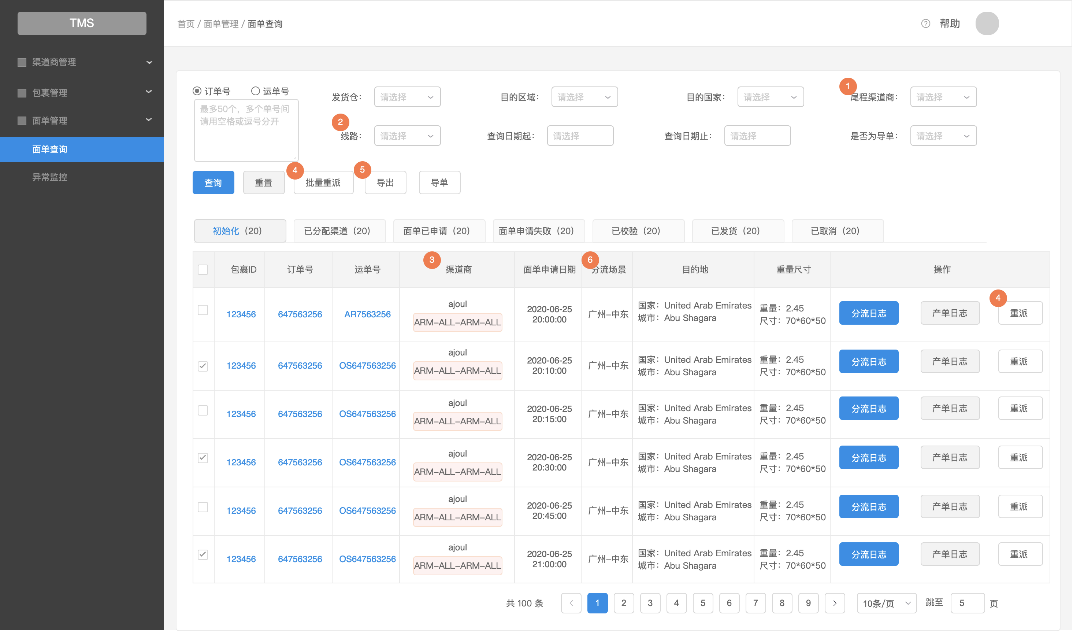 TMS
首页 / 面单管理 / 面单查询
帮助
渠道商管理
包裹管理
面单管理
面单查询
异常监控
订单号
运单号
最多50个，多个单号间
请用空格或逗号分开
发货仓： 请选择
目的区域： 请选择
目的国家： 请选择
1
尾程渠道商： 请选择
2
线路： 请选择
查询日期起： 请选择
查询日期止： 请选择
是否为导单： 请选择
查询
重置
4
批量重派
5
导出
导单
初始化（20）
已分配渠道（20）
面单已申请（20）
面单申请失败（20）
已校验（20）
已发货（20）
已取消（20）
包裹ID
订单号
运单号
3
渠道商
面单申请日期
6
分流场景
目的地
重量尺寸
操作
123456
647563256
AR7563256
ajoul
ARM-ALL-ARM-ALL
2020-06-25
20:00:00
广州-中东
国家：United Arab Emirates
城市：Abu Shagara
重量：2.45
尺寸：70*60*50
分流日志
产单日志
4
重派
123456
647563256
OS647563256
ajoul
ARM-ALL-ARM-ALL
2020-06-25
20:10:00
广州-中东
国家：United Arab Emirates
城市：Abu Shagara
重量：2.45
尺寸：70*60*50
分流日志
产单日志
重派
123456
647563256
OS647563256
ajoul
ARM-ALL-ARM-ALL
2020-06-25
20:15:00
广州-中东
国家：United Arab Emirates
城市：Abu Shagara
重量：2.45
尺寸：70*60*50
分流日志
产单日志
重派
123456
647563256
OS647563256
ajoul
ARM-ALL-ARM-ALL
2020-06-25
20:30:00
广州-中东
国家：United Arab Emirates
城市：Abu Shagara
重量：2.45
尺寸：70*60*50
分流日志
产单日志
重派
123456
647563256
OS647563256
ajoul
ARM-ALL-ARM-ALL
2020-06-25
20:45:00
广州-中东
国家：United Arab Emirates
城市：Abu Shagara
重量：2.45
尺寸：70*60*50
分流日志
产单日志
重派
123456
647563256
OS647563256
ajoul
ARM-ALL-ARM-ALL
2020-06-25
21:00:00
广州-中东
国家：United Arab Emirates
城市：Abu Shagara
重量：2.45
尺寸：70*60*50
分流日志
产单日志
重派
共 100 条 < 1 2 3 4 5 6 7 8 9 > 10条/页 跳至 5 页